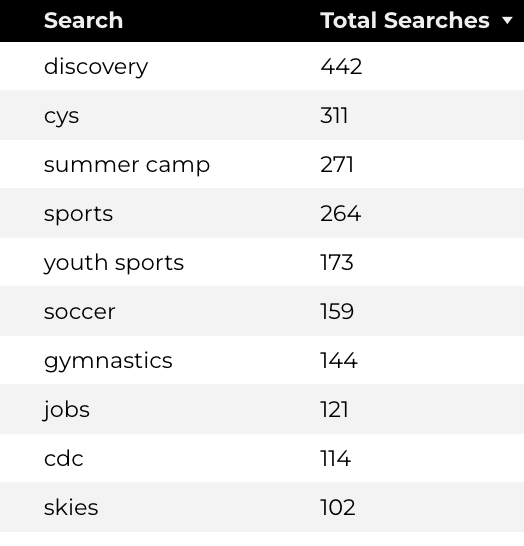 Search Total Searches
discovery 442
cys 311
summer camp 271
sports 264
youth sports 173
soccer 159
gymnastics 144
jobs 121
cdc 114
skies 102